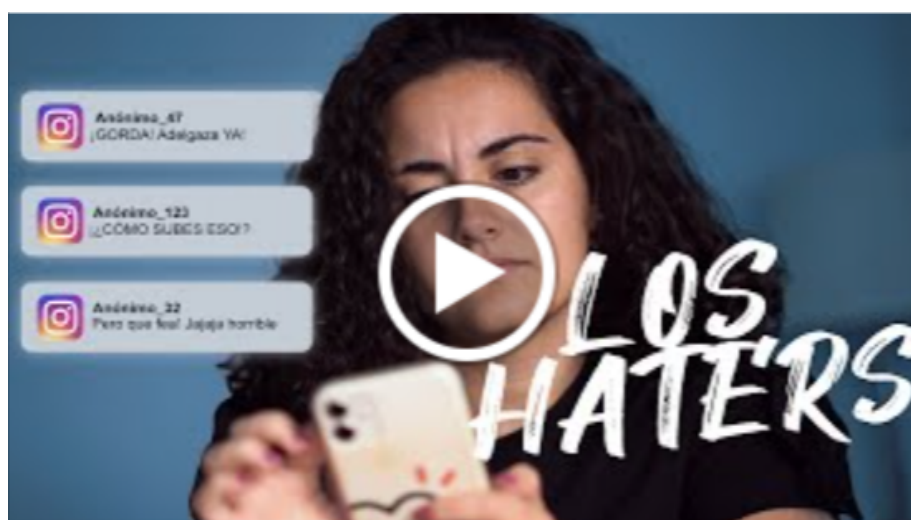 Anónimo_47
¡GORDA! Adelgaza YA!
Anónimo_123
¡¿COMO SUBES ESO!?
Anónimo_32
Pero que fea! Jajaja horrible
LOS
HATERS